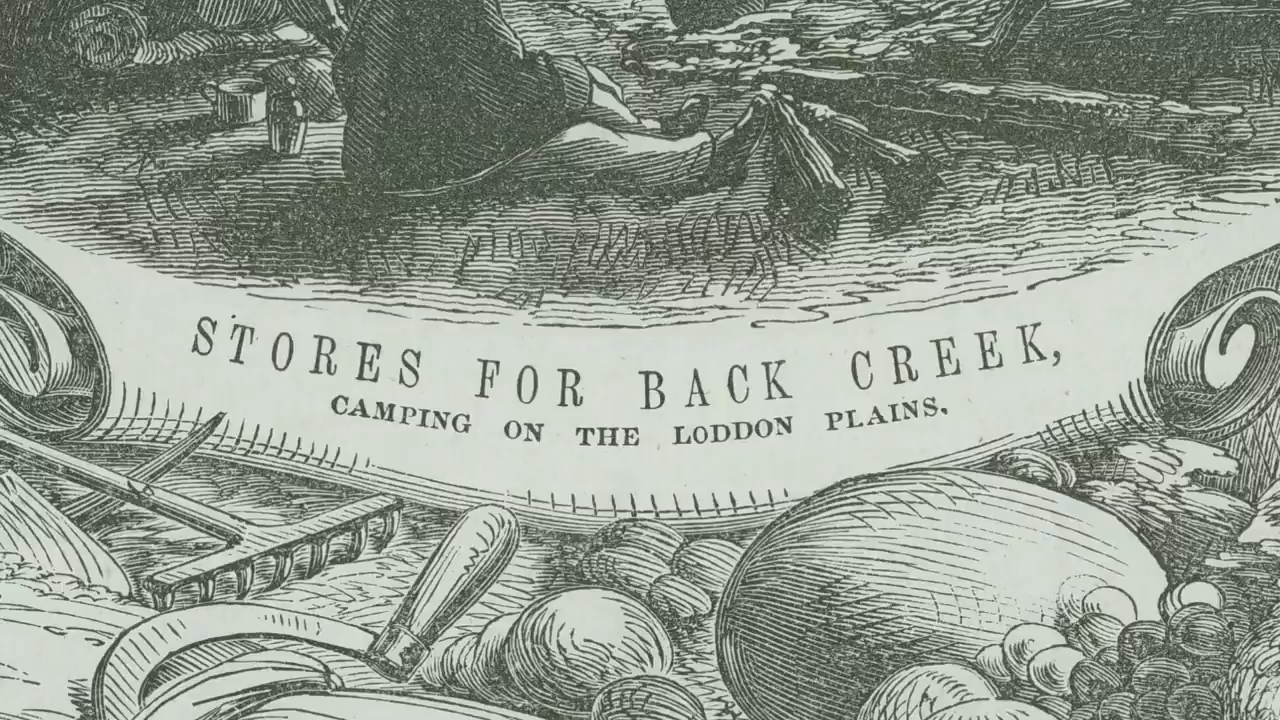 STORES FOR BACK CREEK,
CAMPING ON THE LODDON PLAINS.